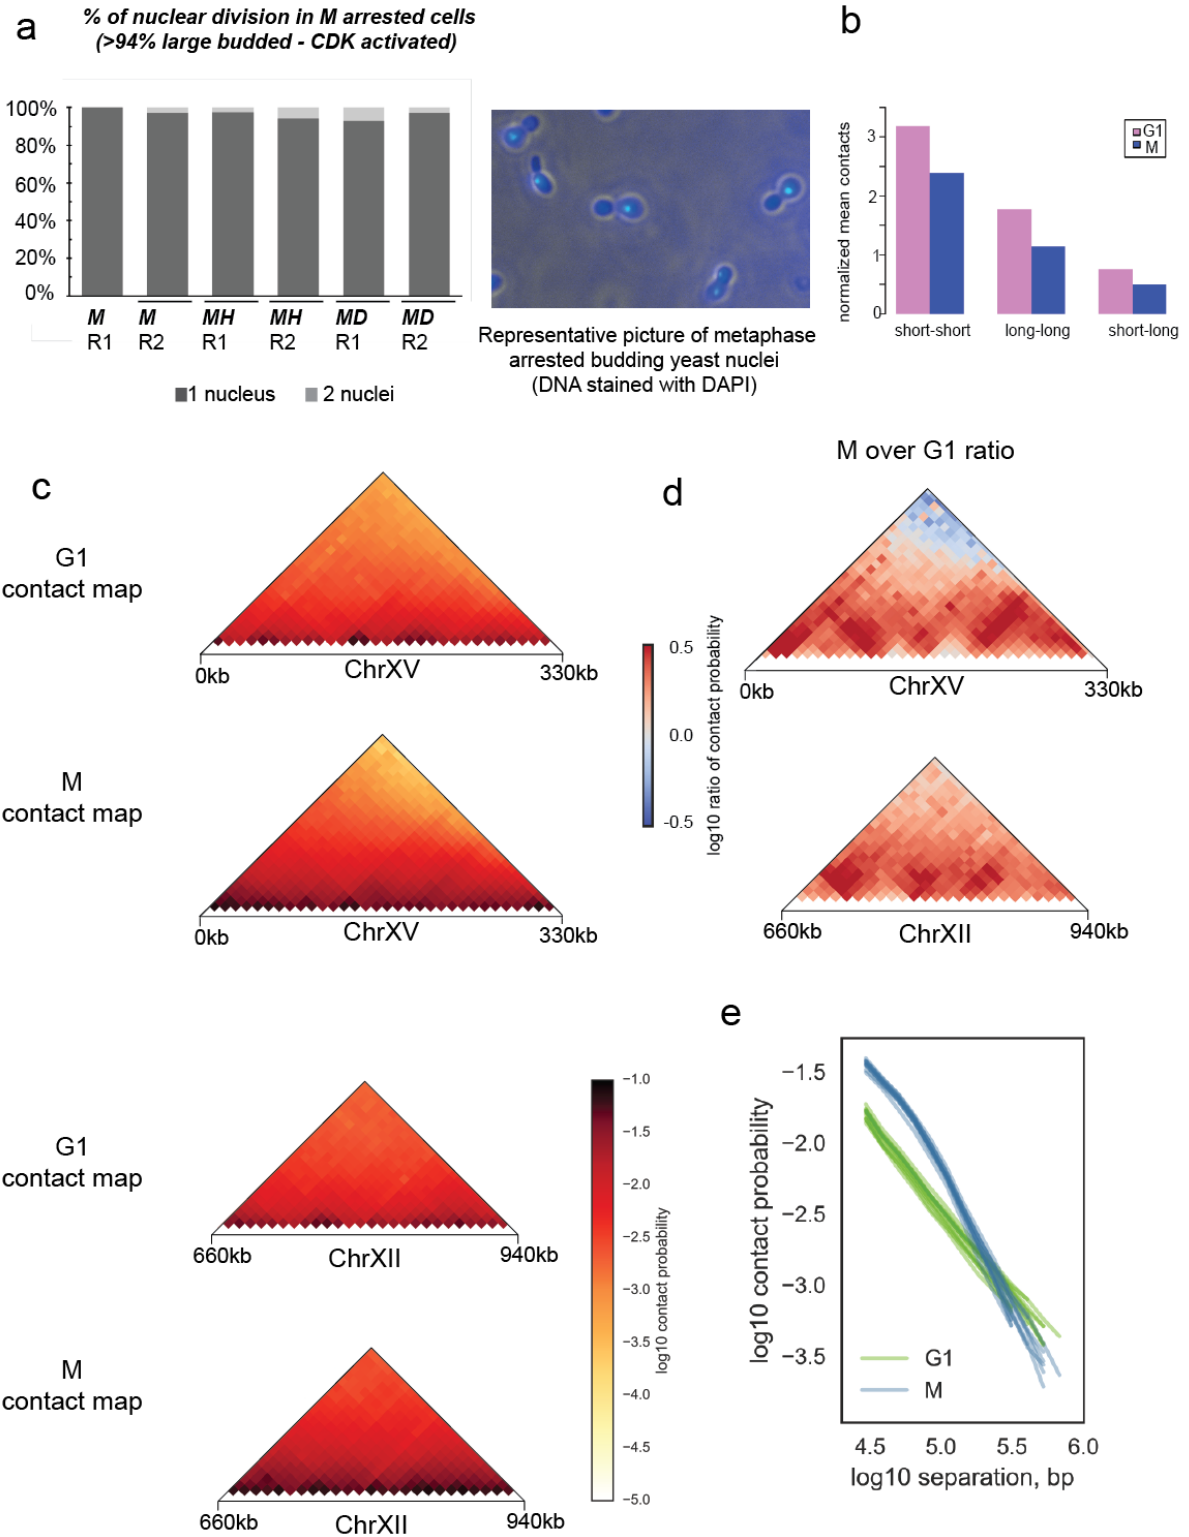 a
% of nuclear division in M arrested cells
(>94% large budded - CDK activated)
100%
80%
60%
40%
20%
0%
M M MH MH MD MD
R1 R2 R1 R2 R1 R2
1 nucleus 2 nuclei
Representative picture of metaphase
arrested budding yeast nuclei
(DNA stained with DAPI)
b
normalized mean contacts
3
2
1
0
G1
M
short-short long-long short-long
c
G1
contact map
0kb ChrXV 330kb
M
contact map
0kb ChrXV 330kb
G1
contact map
660kb ChrXII 940kb
M
contact map
660kb ChrXII 940kb
−1.0
−1.5
−2.0
−2.5
−3.0
−3.5
−4.0
−4.5
−5.0
log10 contact probability
d
M over G1 ratio
0.5
0.0
-0.5
log10 ratio of contact probability
0kb ChrXV 330kb
660kb ChrXII 940kb
e
log10 contact probability
−1.5
−2.0
−2.5
−3.0
−3.5
G1
M
4.5 5.0 5.5 6.0
log10 separation, bp